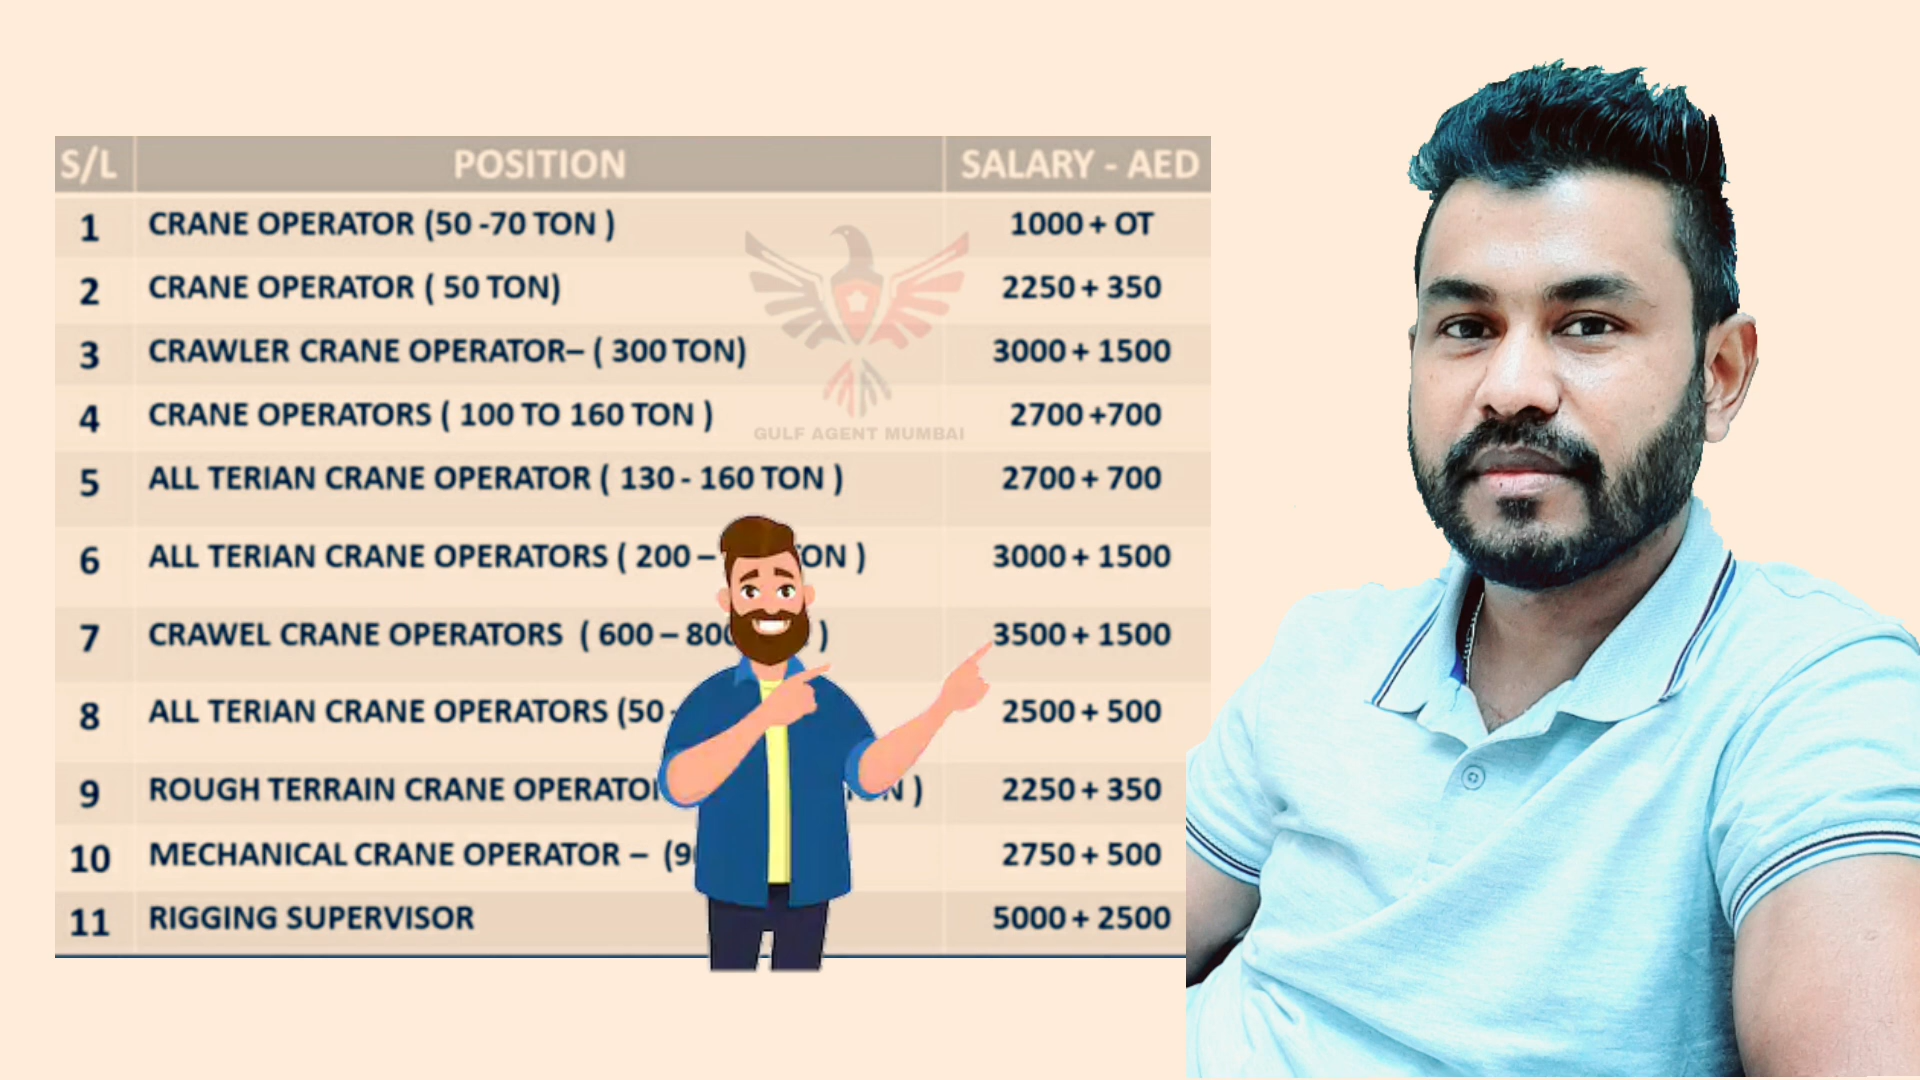 S/L POSITION SALARY - AED
1 CRANE OPERATOR (50 -70 TON ) 1000 + OT
2 CRANE OPERATOR ( 50 TON) 2250 + 350
3 CRAWLER CRANE OPERATOR– ( 300 TON) 3000 + 1500
4 CRANE OPERATORS ( 100 TO 160 TON ) 2700 +700
GULF AGENT MUMBAI
5 ALL TERIAN CRANE OPERATOR ( 130 - 160 TON ) 2700 + 700
6 ALL TERIAN CRANE OPERATORS ( 200 – ) 3000 + 1500
7 CRAWEL CRANE OPERATORS ( 600 – ) 3500 + 1500
8 ALL TERIAN CRANE OPERATORS (50 2500 + 500
9 ROUGH TERRAIN CRANE ) 2250 + 350
10 MECHANICAL CRANE OPERATOR – 2750 + 500
11 RIGGING SUPERVISOR 5000 + 2500